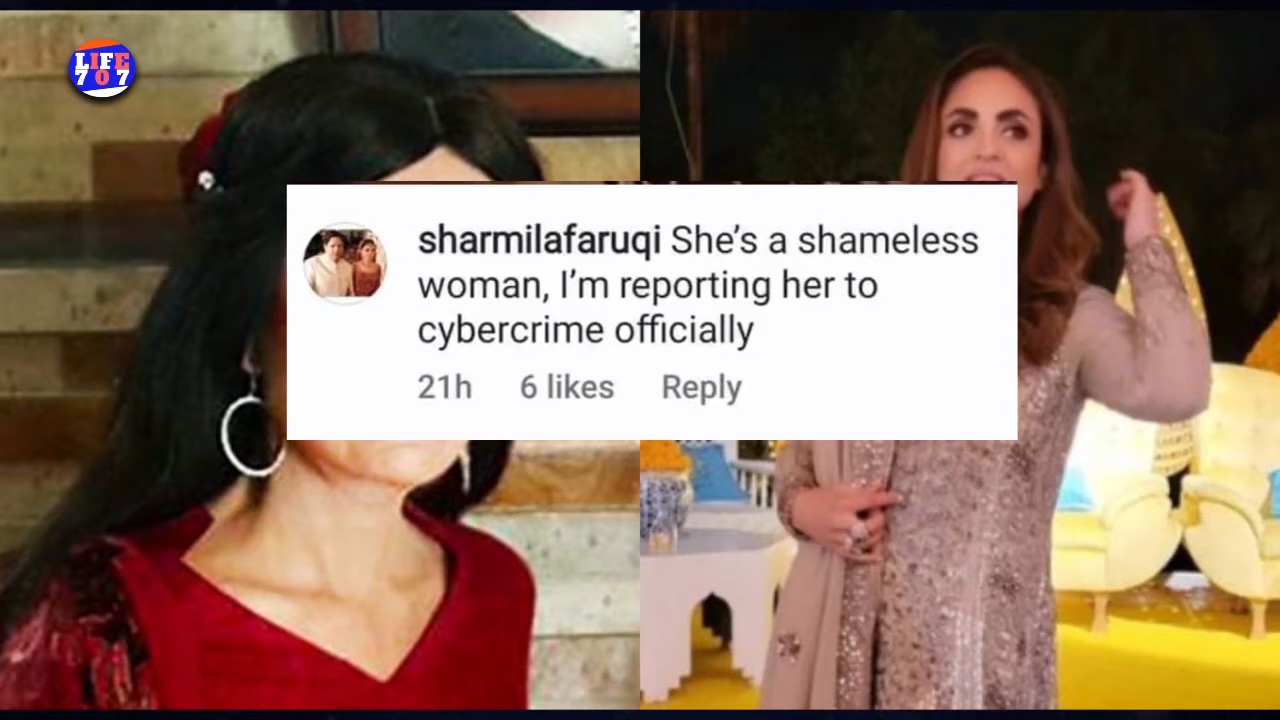 LIFE
707
sharmilafaruqi She’s a shameless
woman, I’m reporting her to
cybercrime officially
21h 6 likes Reply